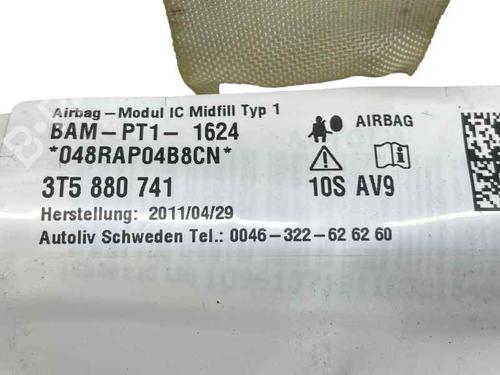 Airbag-Modul IC Midfill Typ 1
BAM-PT1- 1624
*048RAP04B8CN*
3T5 880 741
Herstellung: 2011/04/29
Autoliv Schweden Tel.: 0046-322-62 62 60
AIRBAG
10S AV9